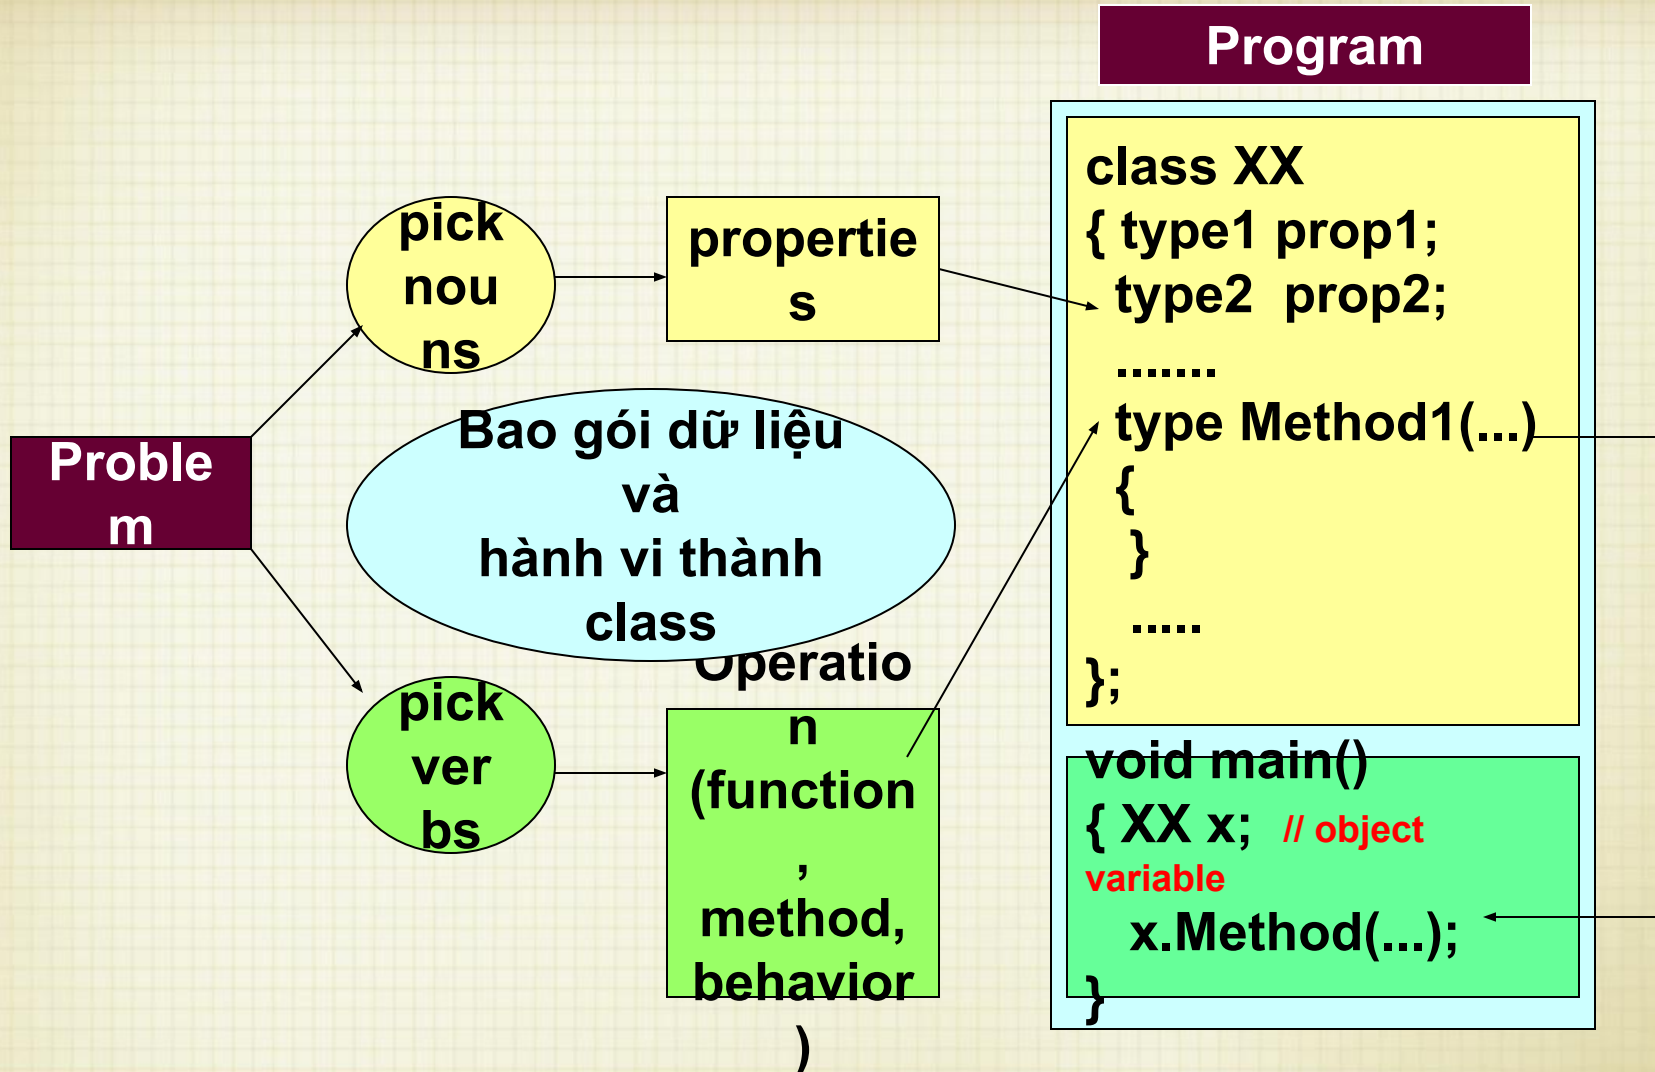 Program
Proble
m
pick
nou
ns
propertie
s
Bao gói dữ liệu
và
hành vi thành
class
pick
ver
bs
Operatio
n
(function
,
method,
behavior
)
class XX
{ type1 prop1;
type2 prop2;
.......
type Method1(...)
{
}
.....
};
void main()
{ XX x; // object
variable
x.Method(...);
}